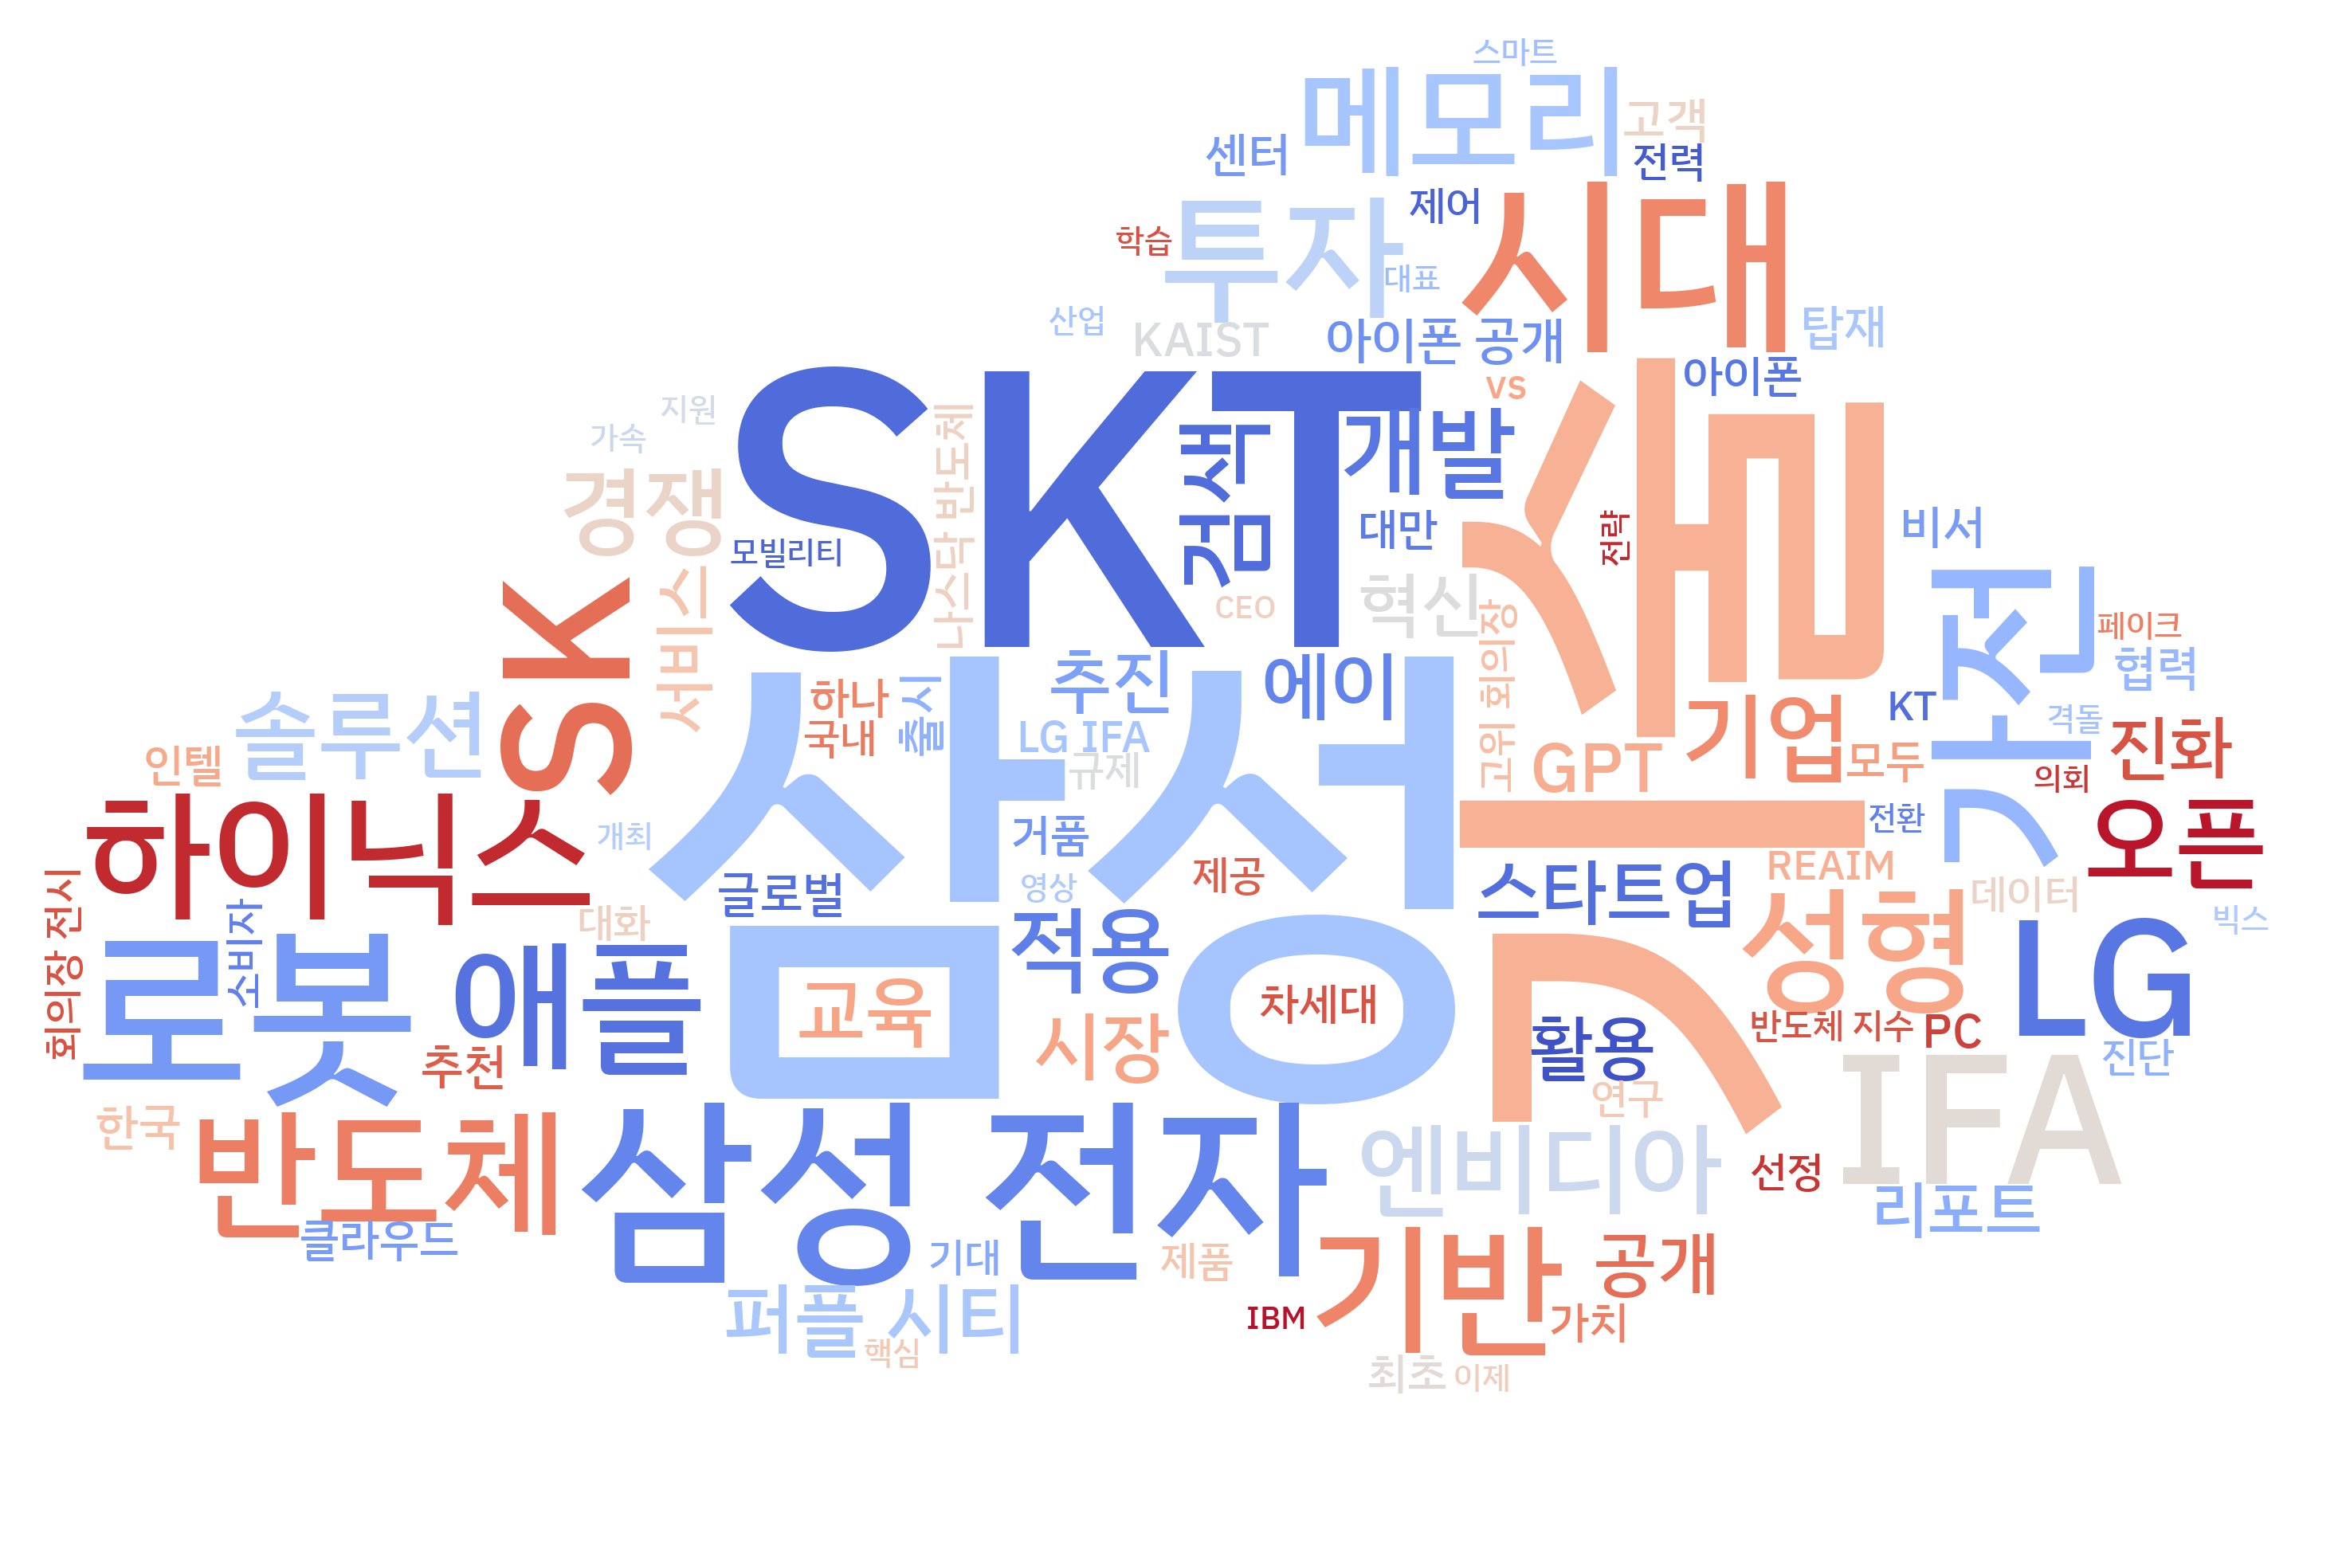 스마트
메모리
고객
센터
전력
제어
시대
투자
학습
대표
산업
KAIST
아이폰 공개
탑재
아이폰
vs
지원
가속
SKT
나스닥 반도체
검색
개발
생성
경쟁
모빌리티
대만
전략
비서
CEO
혁신
고위 회의장
서비스
SK
조직
페이크
협력
추진
에이
하나
국내
출시
LG IFA
규제
GPT
기업
모두
KT
격돌
진화
의회
솔루션
인텔
하이닉스
삼성
개최
거품
전환
오픈
글로벌
영상
제공
스타트업
REAIM
데이터
대화
회의장 전시
소비자
로봇
애플
적용
성형
LG
빅스
교육
차세대
시장
활용
반도체 지수
PC
진단
추천
연구
IFA
한국
반도체
삼성 전자
엔비디아
선정
리포트
클라우드
기대
제품
기반
공개
퍼플 시티
핵심
IBM
가치
최초
이제